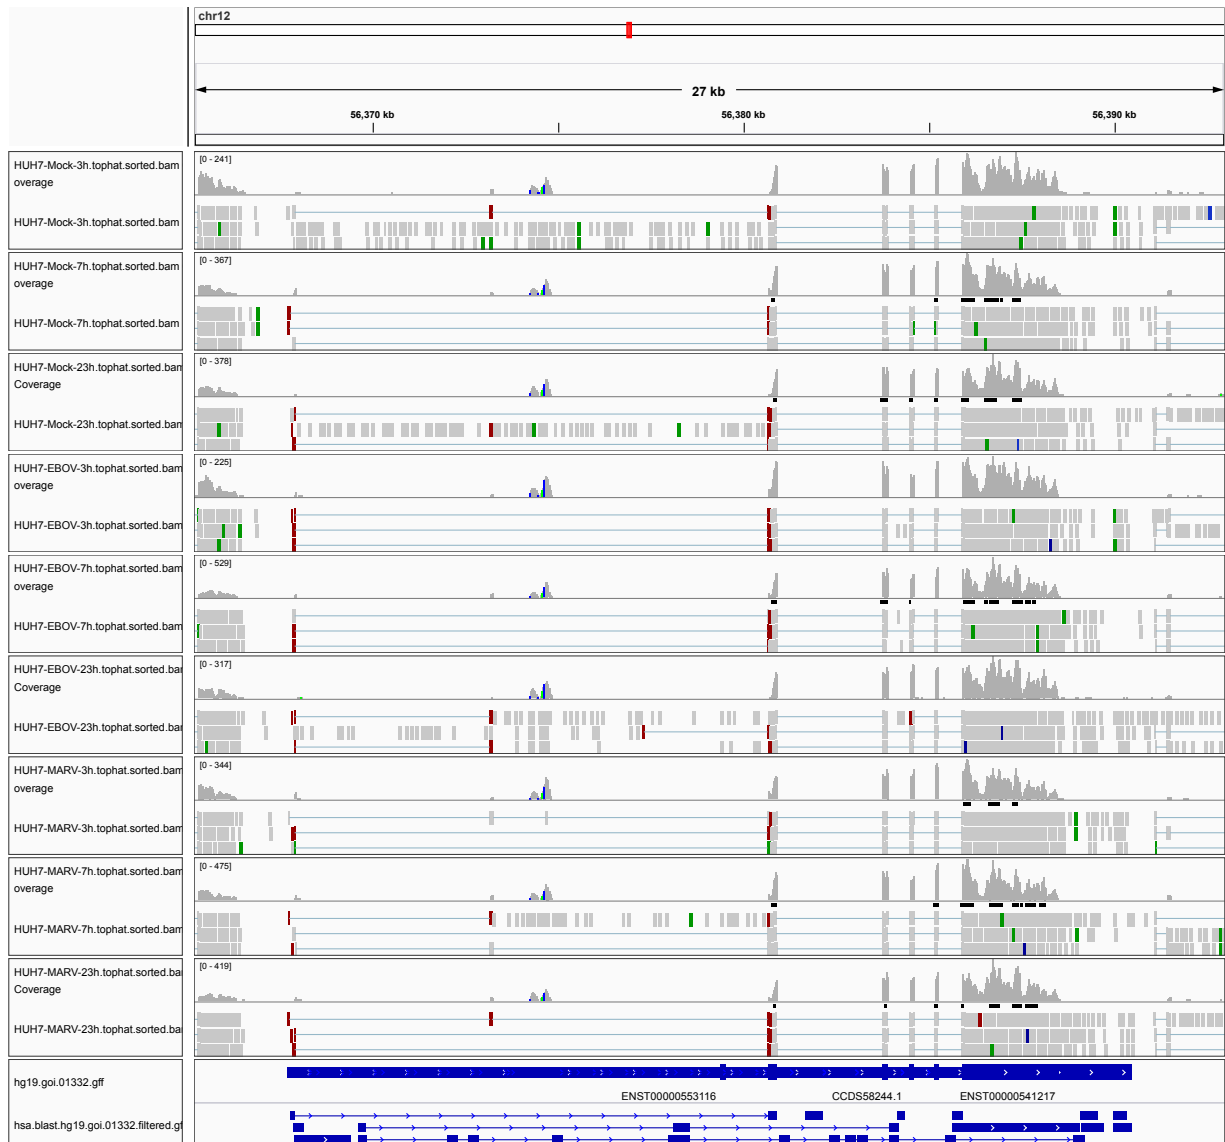 chr12
27 kb
56,370 kb 56,380 kb 56,390 kb
HUH7-Mock-3h.tophat.sorted.bam
overage
[0 - 241]
HUH7-Mock-3h.tophat.sorted.bam
HUH7-Mock-7h.tophat.sorted.bam
overage
[0 - 367]
HUH7-Mock-7h.tophat.sorted.bam
HUH7-Mock-23h.tophat.sorted.ban
Coverage
[0 - 378]
HUH7-Mock-23h.tophat.sorted.ban
HUH7-EBOV-3h.tophat.sorted.bam
overage
[0 - 225]
HUH7-EBOV-3h.tophat.sorted.bam
HUH7-EBOV-7h.tophat.sorted.bam
overage
[0 - 529]
HUH7-EBOV-7h.tophat.sorted.bam
HUH7-EBOV-23h.tophat.sorted.bai
Coverage
[0 - 317]
HUH7-EBOV-23h.tophat.sorted.bai
HUH7-MARV-3h.tophat.sorted.bam
overage
[0 - 344]
HUH7-MARV-3h.tophat.sorted.bam
HUH7-MARV-7h.tophat.sorted.bam
overage
[0 - 475]
HUH7-MARV-7h.tophat.sorted.bam
HUH7-MARV-23h.tophat.sorted.bai
Coverage
[0 - 419]
HUH7-MARV-23h.tophat.sorted.bai
hg19.goi.01332.gff
ENST00000553116 CCDS58244.1 ENST00000541217
hsa.blast.hg19.goi.01332.filtered.gf